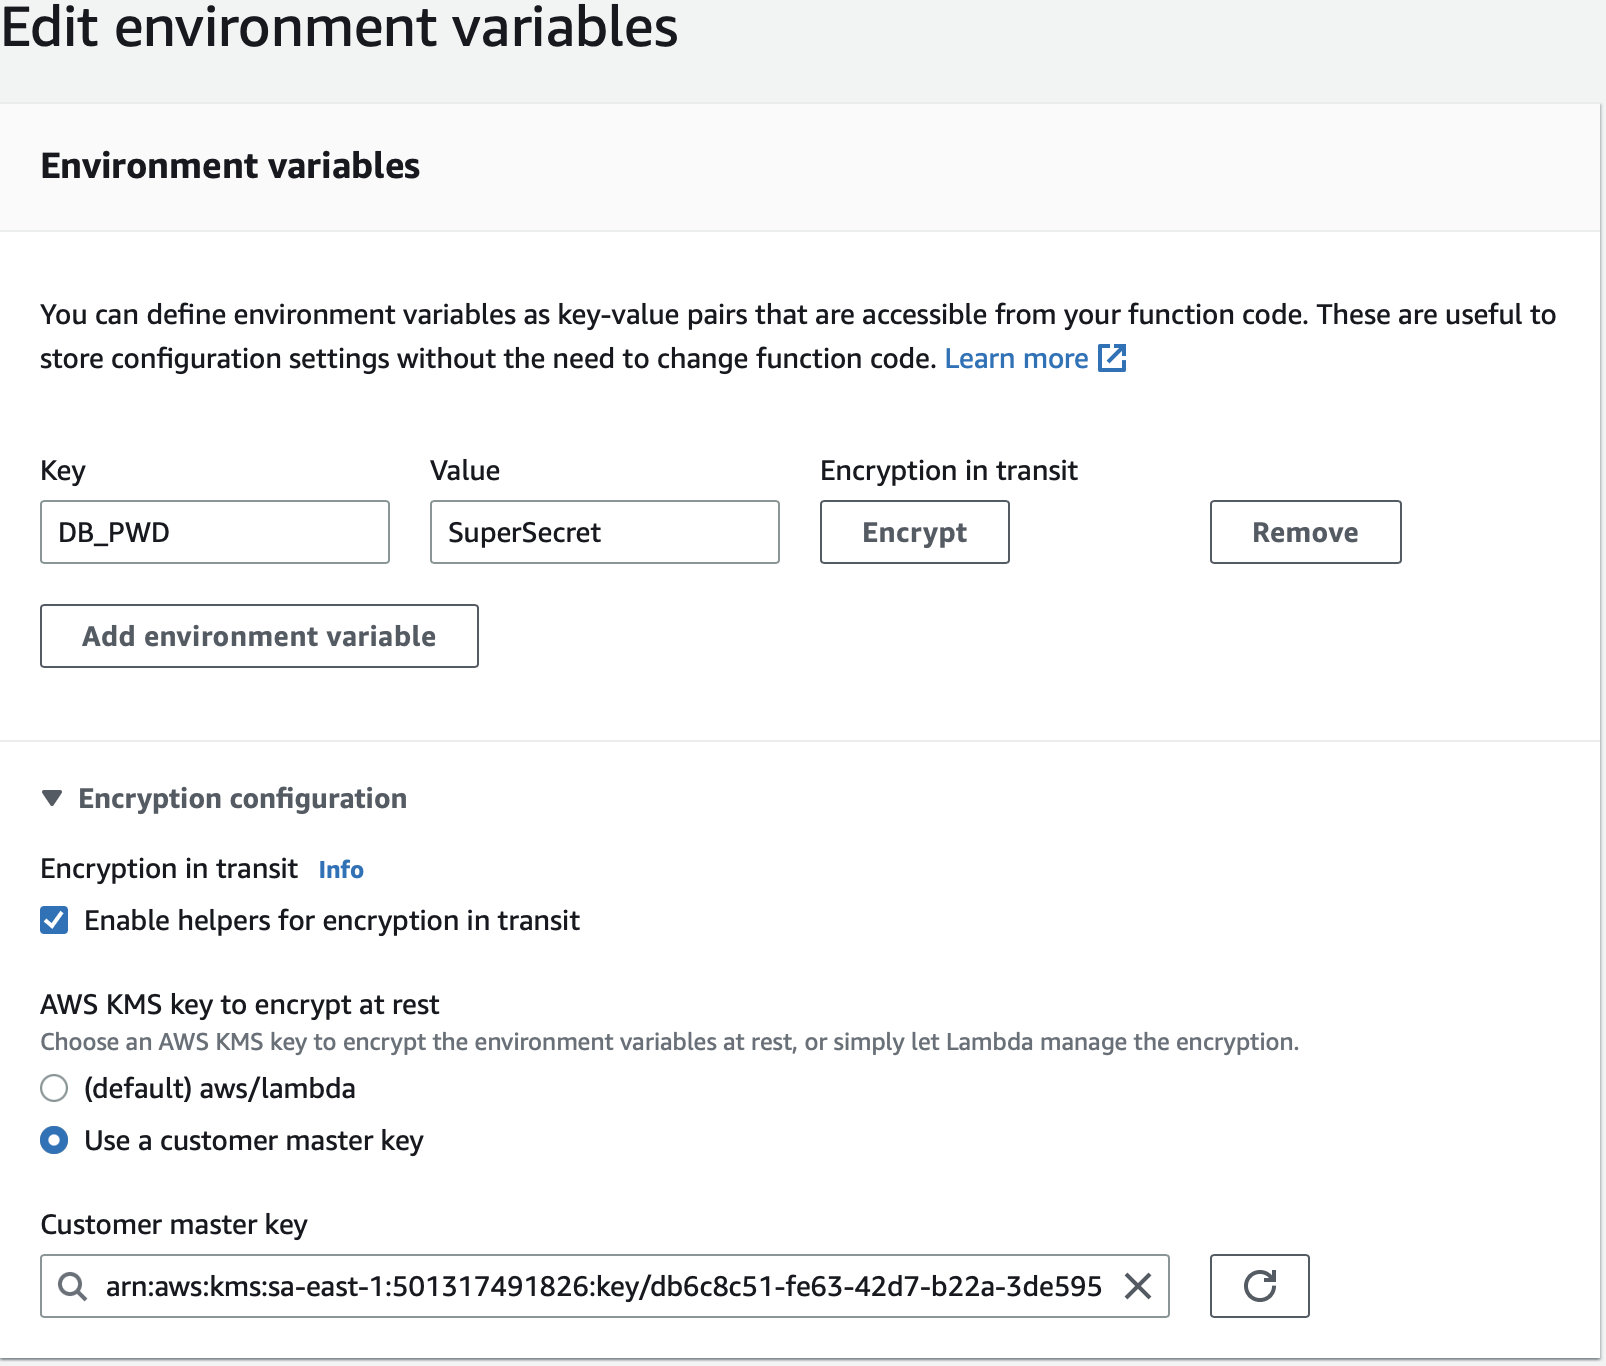 Edit environment variables
Environment variables
You can define environment variables as key-value pairs that are accessible from your function code. These are useful to
store configuration settings without the need to change function code. Learn more
Key Value Encryption in transit
DB_PWD SuperSecret Encrypt Remove
Add environment variable
Encryption configuration
Encryption in transit Info
Enable helpers for encryption in transit
AWS KMS key to encrypt at rest
Choose an AWS KMS key to encrypt the environment variables at rest, or simply let Lambda manage the encryption.
(default) aws/lambda
Use a customer master key
Customer master key
arn:aws:kms:sa-east-1:501317491826:key/db6c8c51-fe63-42d7-b22a-3de595